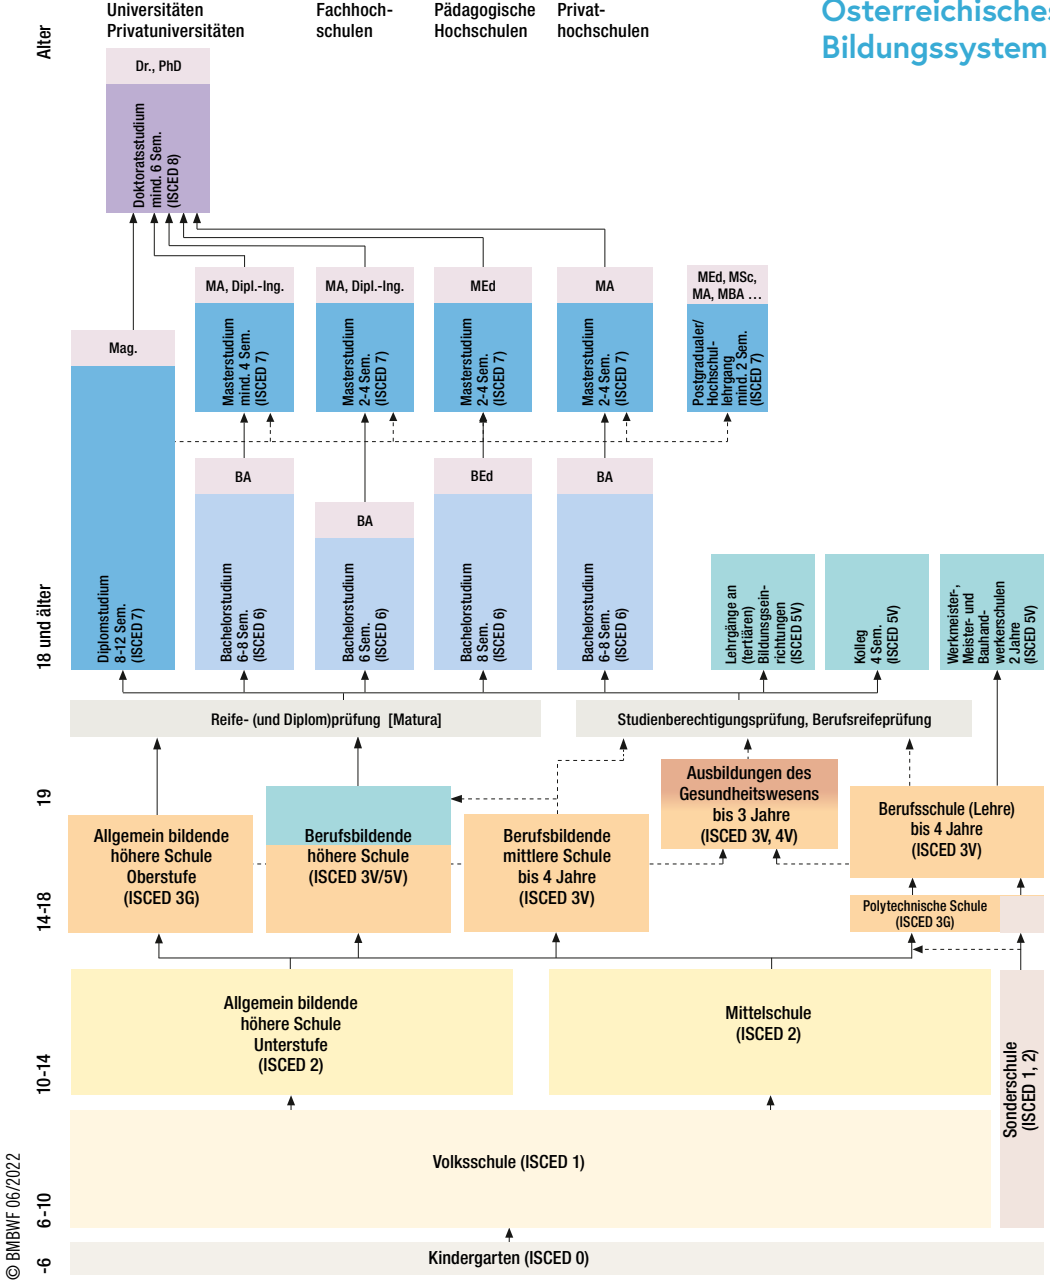 Universitäten
Privatuniversitäten
Fachhoch-
schulen
Pädagogische
Hochschulen
Privat-
hochschulen
Österreichisches
Bildungssystem
Alter
Dr., PhD
Doktoratsstudium
mind. 6 Sem.
(ISCED 8)
MA, Dipl.-Ing.
MA, Dipl.-Ing.
MEd
MA
MEd, MSc,
MA, MBA …
Mag.
Masterstudium
mind. 4 Sem.
(ISCED 7)
Masterstudium
2-4 Sem.
(ISCED 7)
Masterstudium
2-4 Sem.
(ISCED 7)
Masterstudium
2-4 Sem.
(ISCED 7)
Postgradualer/
Hochschul-
lehrgang
mind. 2 Sem.
(ISCED 7)
BA
BA
BEd
BA
18 und älter
Diplomstudium
8-12 Sem.
(ISCED 7)
Bachelorstudium
6-8 Sem.
(ISCED 6)
Bachelorstudium
6 Sem.
(ISCED 6)
Bachelorstudium
8 Sem.
(ISCED 6)
Bachelorstudium
6-8 Sem.
(ISCED 6)
Lehrgänge an
(tertiären)
Bildungsein-
richtungen
(ISCED 5V)
Kolleg
4 Sem.
(ISCED 5V)
Werkmeister-,
Meister- und
Bauhand-
werkerschulen
2 Jahre
(ISCED 5V)
Reife- (und Diplom)prüfung [Matura]
Studienberechtigungsprüfung, Berufsreifeprüfung
19
Allgemein bildende
höhere Schule
Oberstufe
(ISCED 3G)
Berufsbildende
höhere Schule
(ISCED 3V/5V)
Berufsbildende
mittlere Schule
bis 4 Jahre
(ISCED 3V)
Ausbildungen des
Gesundheitswesens
bis 3 Jahre
(ISCED 3V, 4V)
Berufsschule (Lehre)
bis 4 Jahre
(ISCED 3V)
14-18
Polytechnische Schule
(ISCED 3G)
10-14
Allgemein bildende
höhere Schule
Unterstufe
(ISCED 2)
Mittelschule
(ISCED 2)
Sonderschule
(ISCED 1, 2)
6-10
Volksschule (ISCED 1)
-6
Kindergarten (ISCED 0)
© BMBWF 06/2022